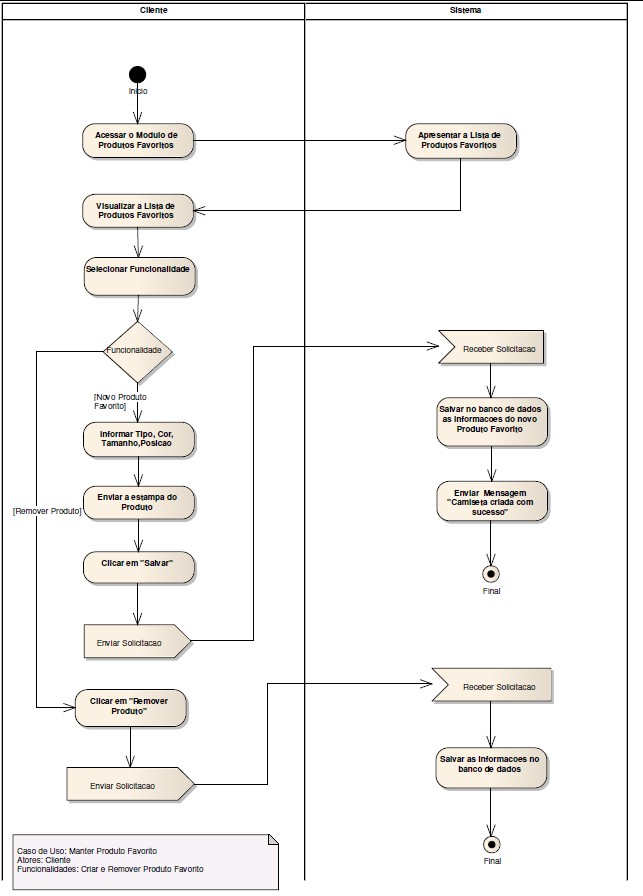 Cliente
Sistema
Início
Acessar o Modulo de
Produtos Favoritos
Apresentar a Lista de
Produtos Favoritos
Visualizar a Lista de
Produtos Favoritos
Selecionar Funcionalidade
Funcionalidade
[Novo Produto
Favorito]
Informar Tipo, Cor,
Tamanho,Posicao
Enviar a estampa do
Produto
Clicar em "Salvar"
Enviar Solicitacao
Receber Solicitacao
Salvar no banco de dados
as informacoes do novo
Produto Favorito
Enviar Mensagem
"Camiseta criada com
sucesso"
Final
[Remover Produto]
Clicar em "Remover
Produto"
Enviar Solicitacao
Receber Solicitacao
Salvar as informacoes no
banco de dados
Final
Caso de Uso: Manter Produto Favorito
Atores: Cliente
Funcionalidades: Criar e Remover Produto Favorito